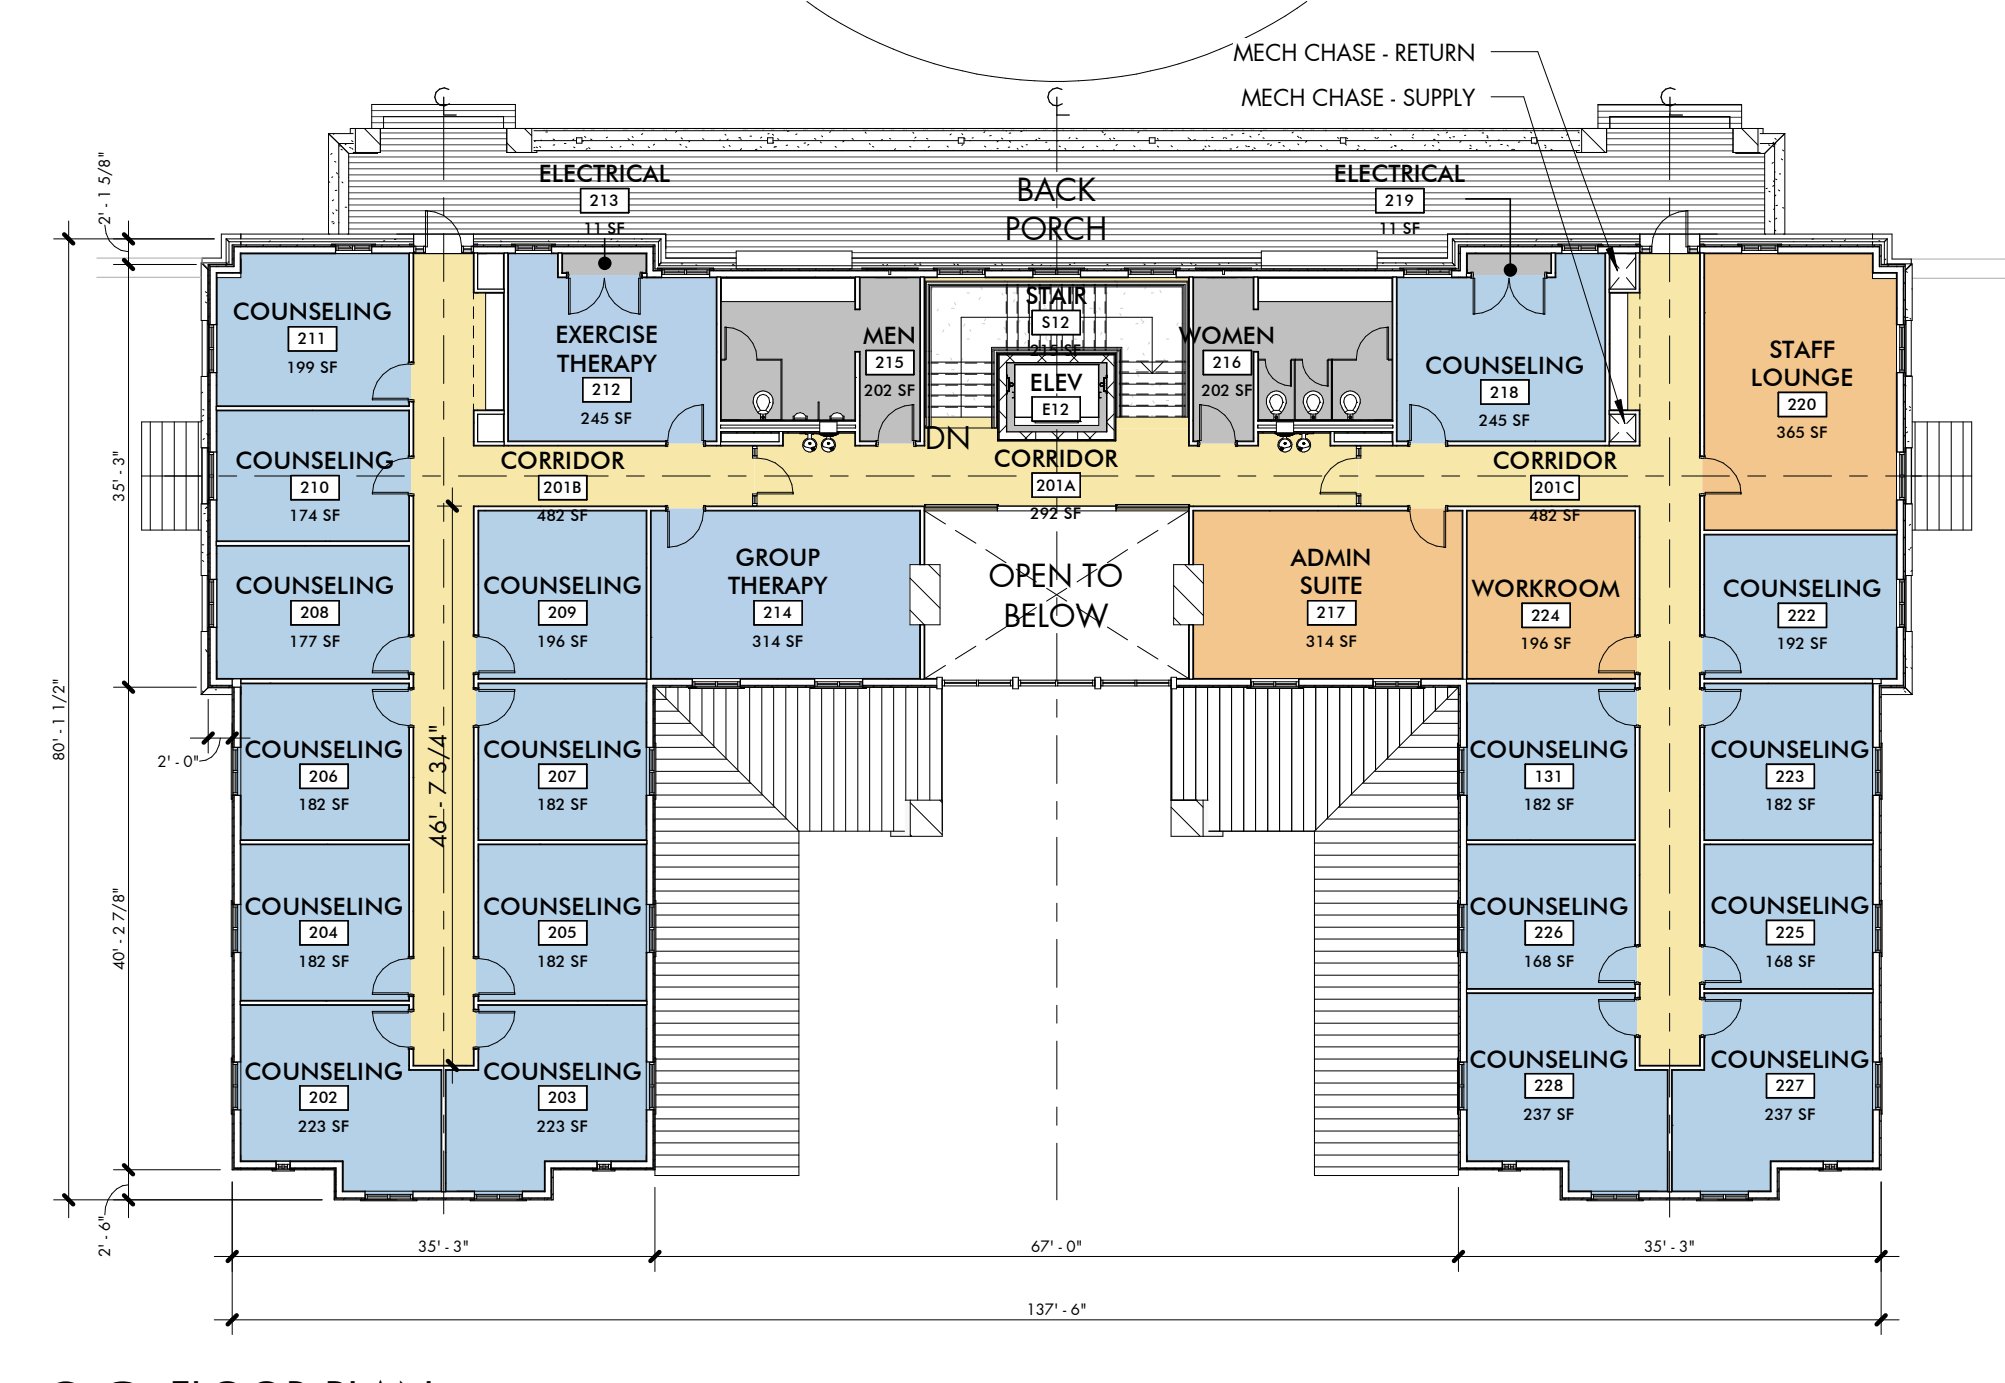 MECH CHASE - RETURN
MECH CHASE - SUPPLY
ELECTRICAL
213
11 SF
BACK
PORCH
ELECTRICAL
219
11 SF
COUNSELING
211
199 SF
EXERCISE
THERAPY
212
245 SF
MEN
215
202 SF
STAIR
S12
215 SF
ELEV
E12
DN
WOMEN
216
202 SF
COUNSELING
218
245 SF
STAFF
LOUNGE
220
365 SF
COUNSELING
210
174 SF
CORRIDOR
201B
482 SF
CORRIDOR
201A
292 SF
CORRIDOR
201C
482 SF
COUNSELING
208
177 SF
COUNSELING
209
196 SF
GROUP
THERAPY
214
314 SF
OPEN TO
BELOW
ADMIN
SUITE
217
314 SF
WORKROOM
224
196 SF
COUNSELING
222
192 SF
COUNSELING
206
182 SF
COUNSELING
207
182 SF
COUNSELING
131
182 SF
COUNSELING
223
182 SF
COUNSELING
204
182 SF
COUNSELING
205
182 SF
COUNSELING
226
168 SF
COUNSELING
225
168 SF
COUNSELING
202
223 SF
COUNSELING
203
223 SF
COUNSELING
228
237 SF
COUNSELING
227
237 SF
2' - 1 5/8"
35' - 3"
80' - 1 1/2"
2' - 0"
46' - 7 3/4"
40' - 2 7/8"
2' - 6"
35' - 3"
67' - 0"
35' - 3"
137' - 6"